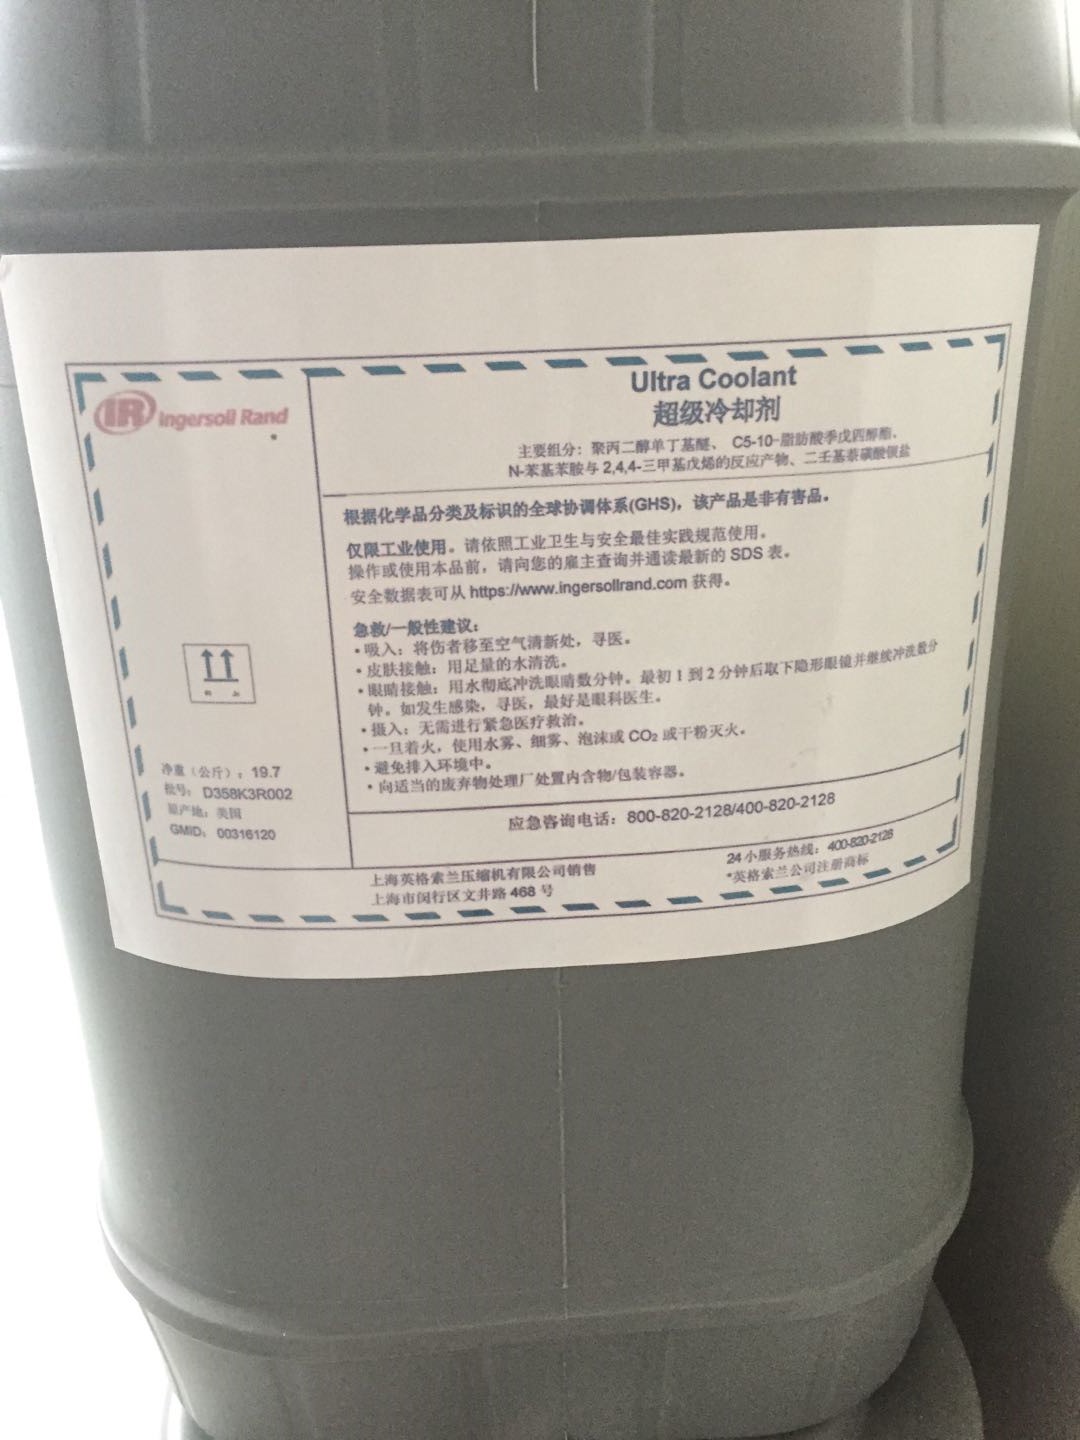 IR Ingersoll Rand
Ultra Coolant
超级冷却剂
主要组分：聚丙二醇单丁基醚、 C5-10-脂肪酸季戊四醇酯、
N-苯基苯胺与 2,4,4-三甲基戊烯的反应产物、二壬基萘磺酸钡盐
根据化学品分类及标识的全球协调体系(GHS)，该产品是非有害品。
仅限工业使用。请依照工业卫生与安全最佳实践规范使用。
操作或使用本品前，请向您的雇主查询并通读最新的 SDS 表。
安全数据表可从 https://www.ingersollrand.com 获得。
急救/一般性建议：
• 吸入：将伤者移至空气清新处，寻医。
• 皮肤接触：用足量的水清洗。
• 眼睛接触：用水彻底冲洗眼睛数分钟。最初 1 到 2 分钟后取下隐形眼镜并继续冲洗数分
钟。如发生感染，寻医，最好是眼科医生。
• 摄入：无需进行紧急医疗救治。
• 一旦着火，使用水雾、细雾、泡沫或 CO₂ 或干粉灭火。
• 避免排入环境中。
• 向适当的废弃物处理厂处置内含物/包装容器。
净重（公斤）：19.7
批号：D358K3R002
原产地：美国
GMID：00316120
应急咨询电话：800-820-2128/400-820-2128
上海英格索兰压缩机有限公司销售
上海市闵行区文井路 468 号
24 小服务热线：400-820-2128
*英格索兰公司注册商标